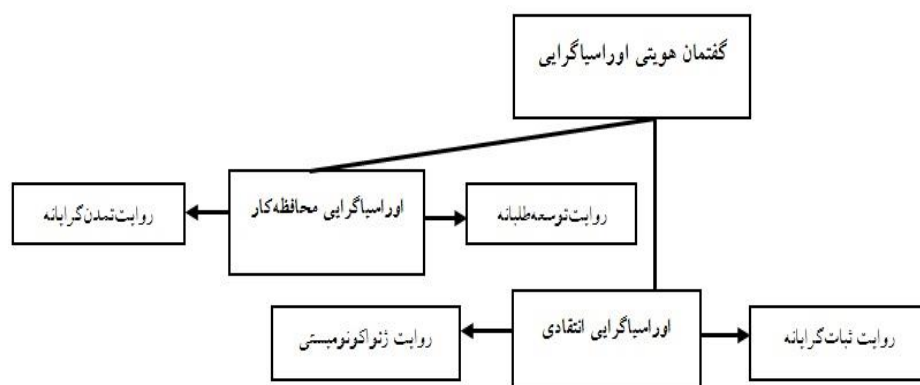 گفتمان هویتی اوراسیاگرایی
اوراسیاگرایی محافظه‌کار
روایت توسعه‌طلبانه
روایت تمدن‌گرایانه
اوراسیاگرایی انتقادی
روایت ثبات‌گرایانه
روایت ژئواکونومیستی